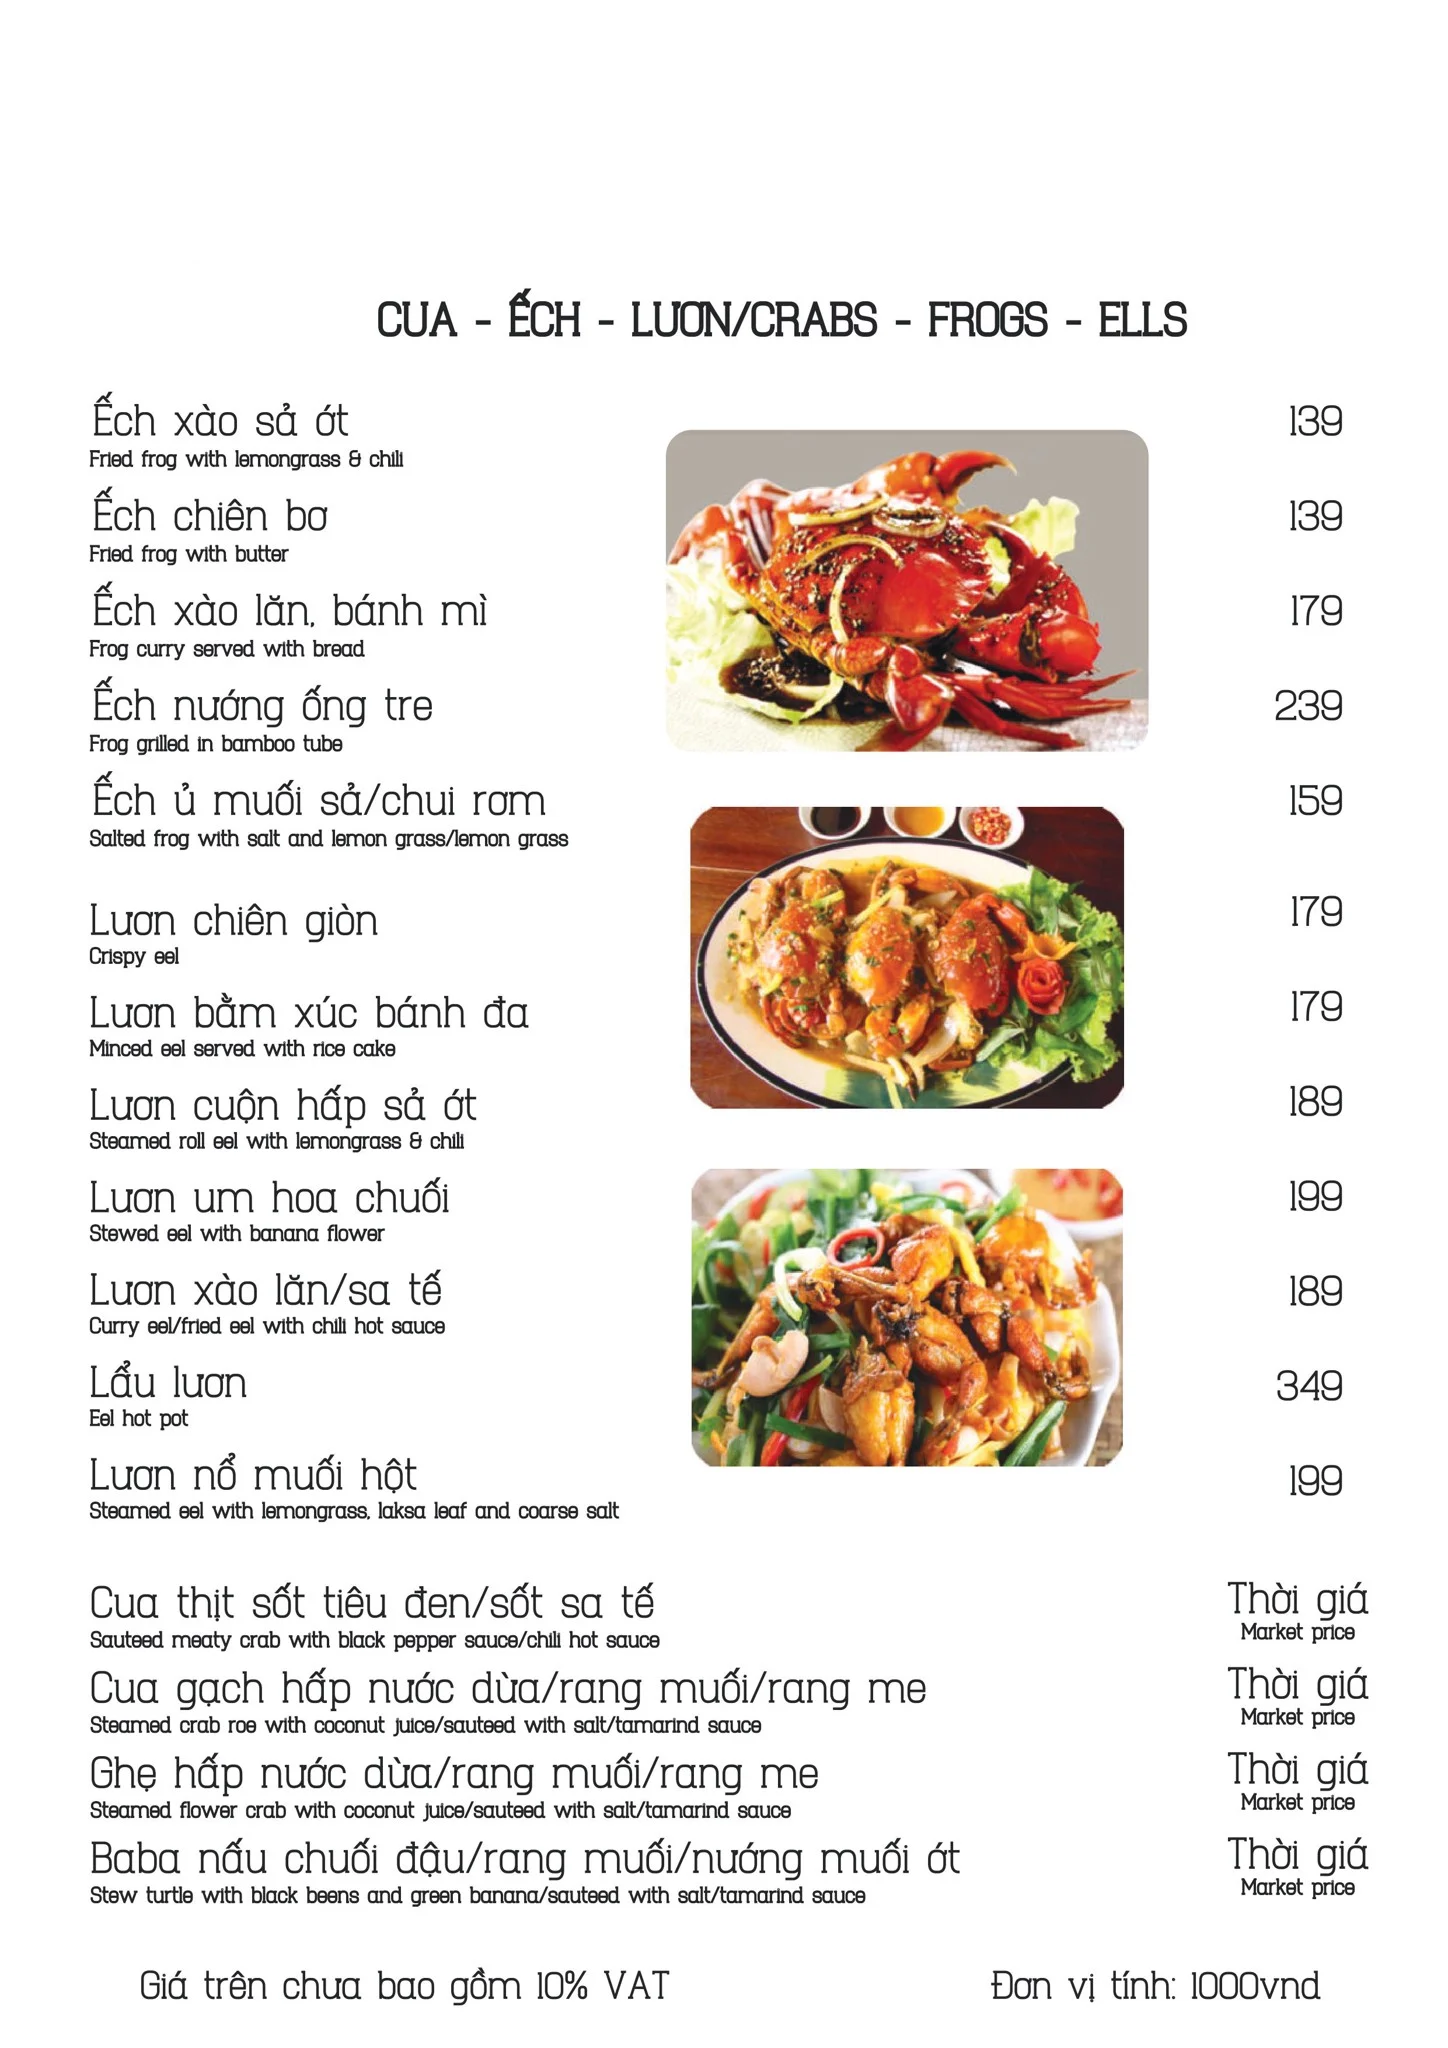 CUA - ẾCH - LƯƠN/CRABS - FROGS - ELLS
Ếch xào sả ớt 139
Fried frog with lemongrass & chili
Ếch chiên bơ 139
Fried frog with butter
Ếch xào lăn, bánh mì 179
Frog curry served with bread
Ếch nướng ống tre 239
Frog grilled in bamboo tube
Ếch ủ muối sả/chui rơm 159
Salted frog with salt and lemon grass/lemon grass
Lươn chiên giòn 179
Crispy eel
Lươn bằm xúc bánh đa 179
Minced eel served with rice cake
Lươn cuộn hấp sả ớt 189
Steamed roll eel with lemongrass & chili
Lươn um hoa chuối 199
Stewed eel with banana flower
Lươn xào lăn/sa tế 189
Curry eel/fried eel with chili hot sauce
Lẩu lươn 349
Eel hot pot
Lươn nổ muối hột 199
Steamed eel with lemongrass, laksa leaf and coarse salt
Cua thịt sốt tiêu đen/sốt sa tế Thời giá
Sauteed meaty crab with black pepper sauce/chili hot sauce Market price
Cua gạch hấp nước dừa/rang muối/rang me Thời giá
Steamed crab roe with coconut juice/sauteed with salt/tamarind sauce Market price
Ghẹ hấp nước dừa/rang muối/rang me Thời giá
Steamed flower crab with coconut juice/sauteed with salt/tamarind sauce Market price
Baba nấu chuối đậu/rang muối/nướng muối ớt Thời giá
Stew turtle with black beens and green banana/sauteed with salt/tamarind sauce Market price
Giá trên chưa bao gồm 10% VAT Đơn vị tính: 1000vnd